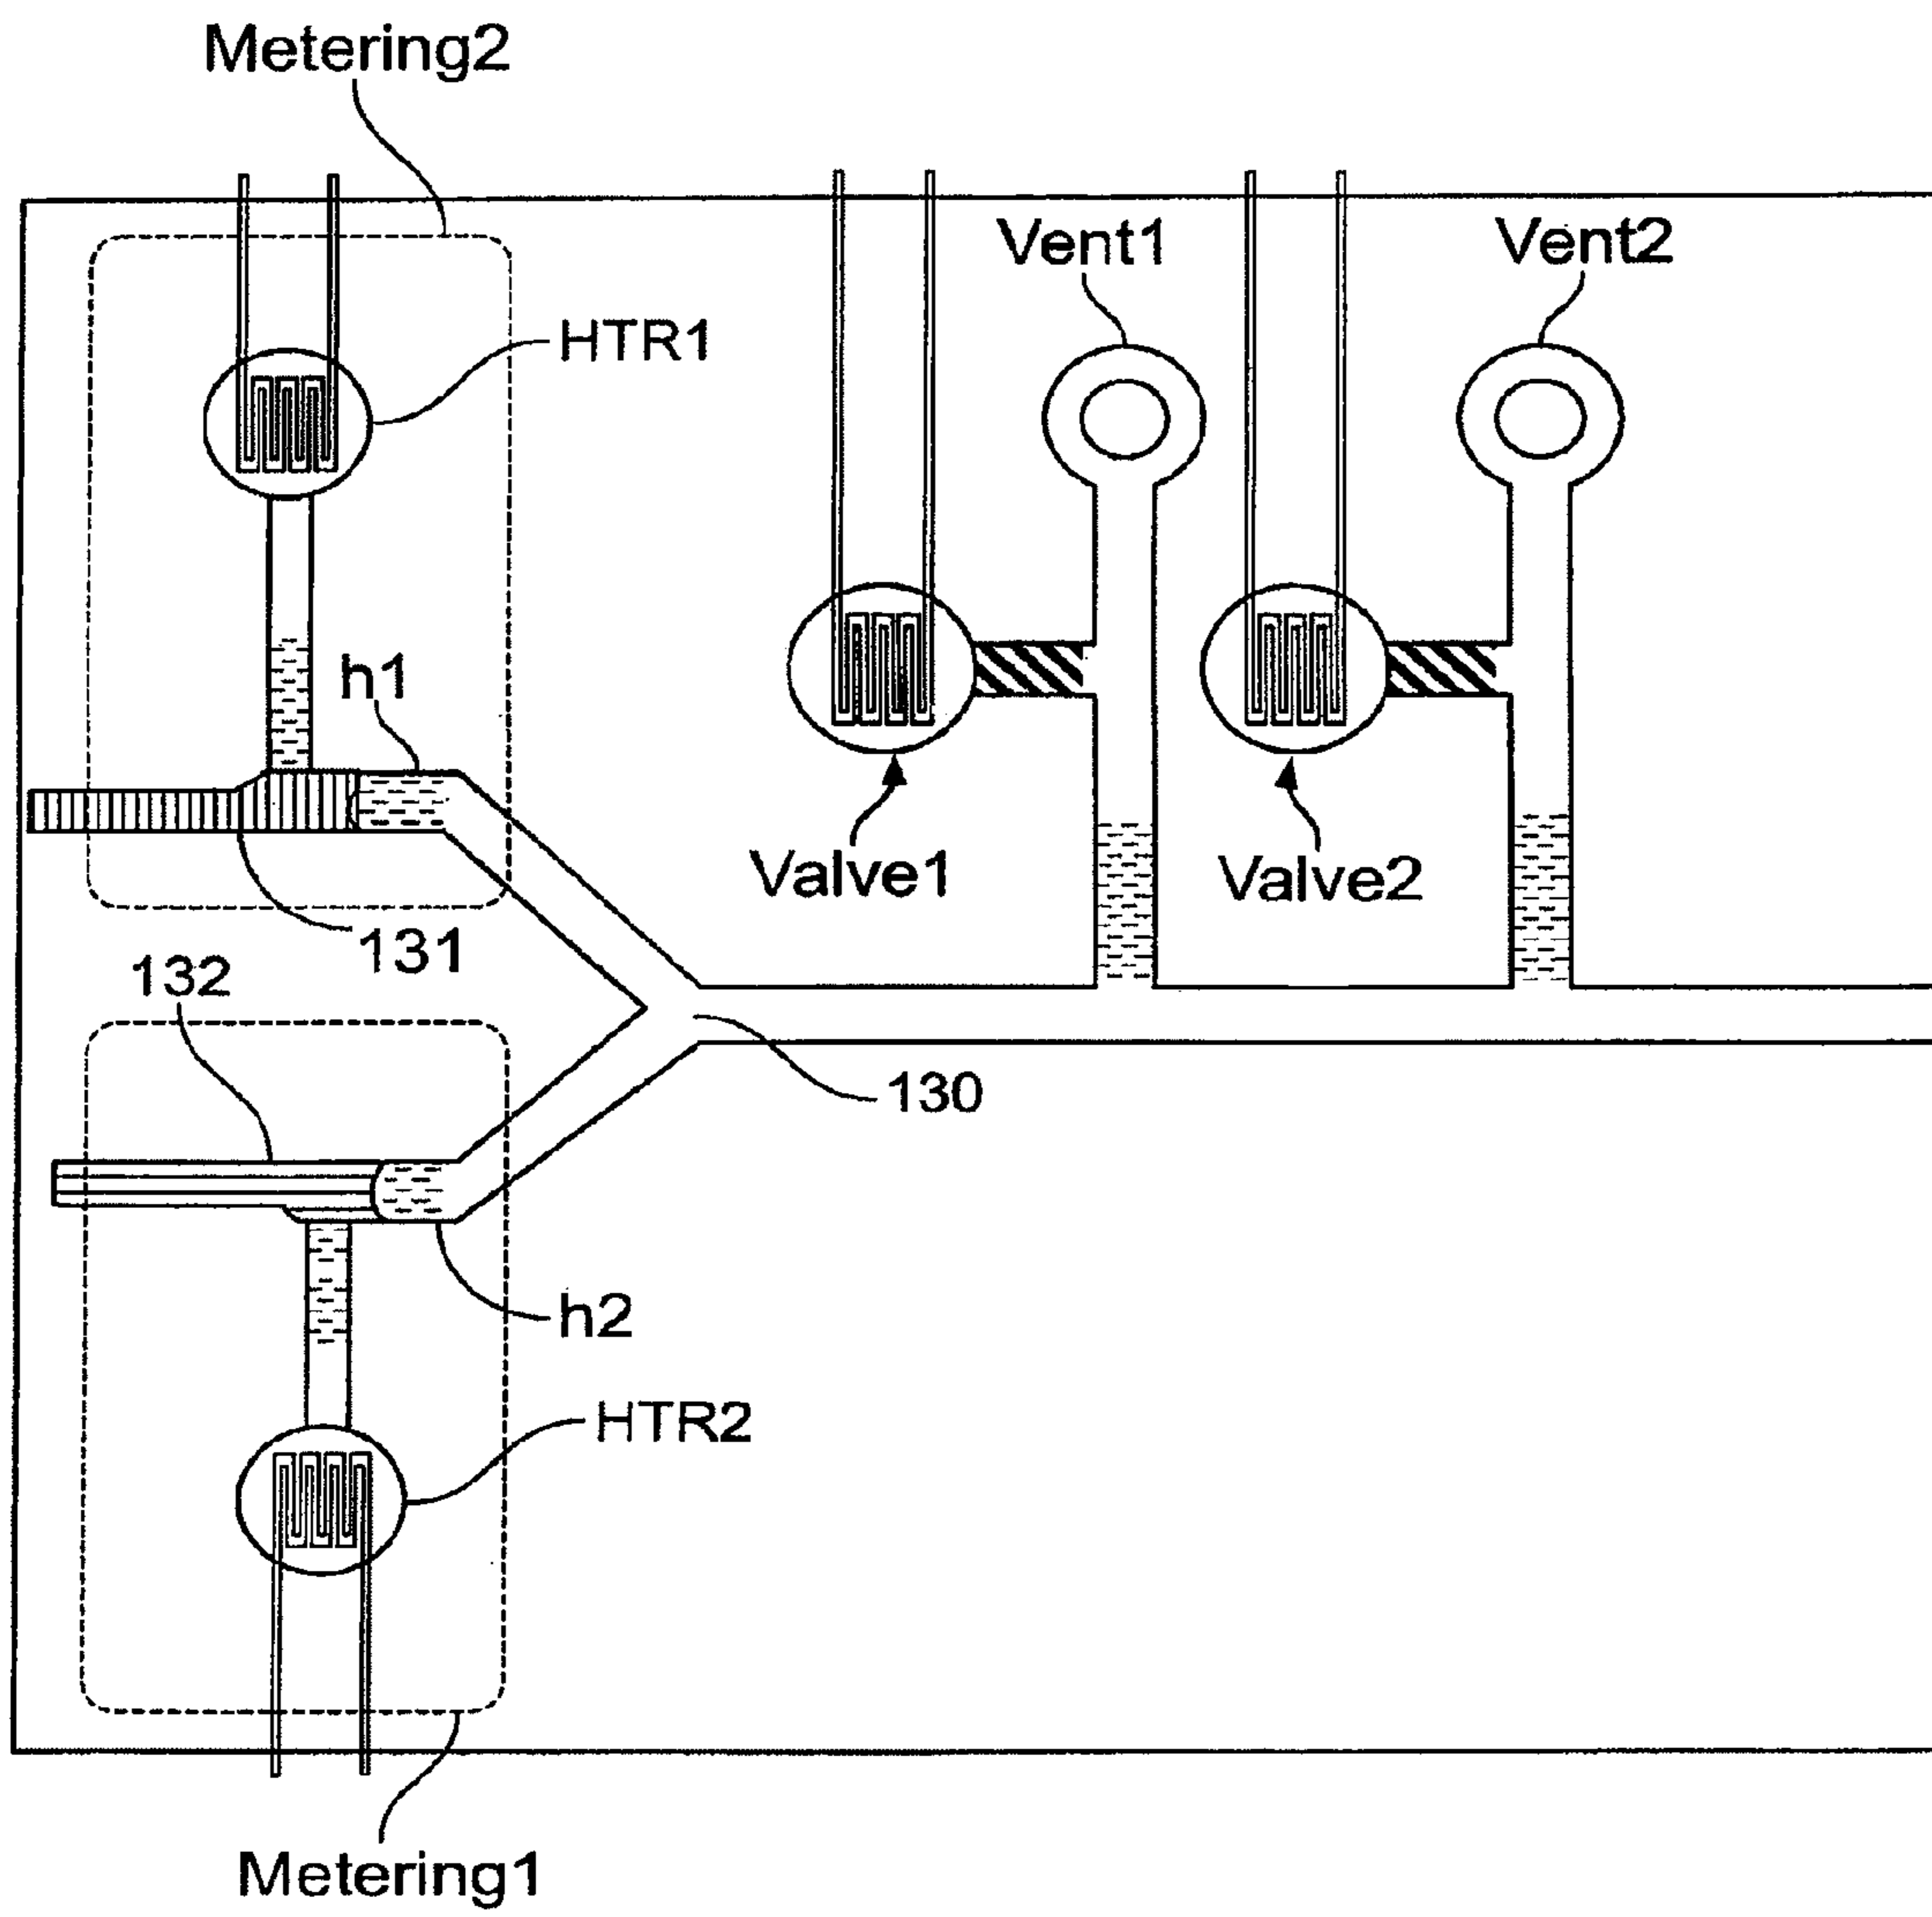 Metering2
Vent1
Vent2
HTR1
h1
Valve1
Valve2
131
132
130
h2
HTR2
Metering1